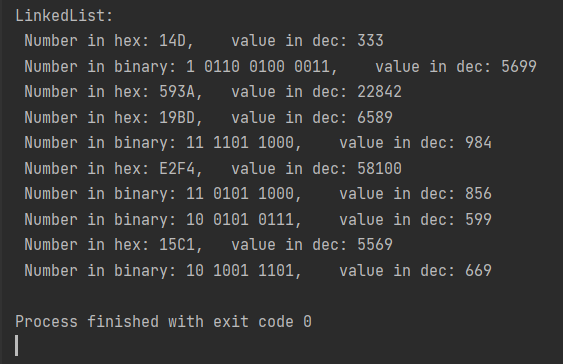 LinkedList:
Number in hex: 14D,    value in dec: 333
Number in binary: 1 0110 0100 0011,    value in dec: 5699
Number in hex: 593A,   value in dec: 22842
Number in hex: 19BD,   value in dec: 6589
Number in binary: 11 1101 1000,    value in dec: 984
Number in hex: E2F4,   value in dec: 58100
Number in binary: 11 0101 1000,    value in dec: 856
Number in binary: 10 0101 0111,    value in dec: 599
Number in hex: 15C1,   value in dec: 5569
Number in binary: 10 1001 1101,    value in dec: 669
Process finished with exit code 0